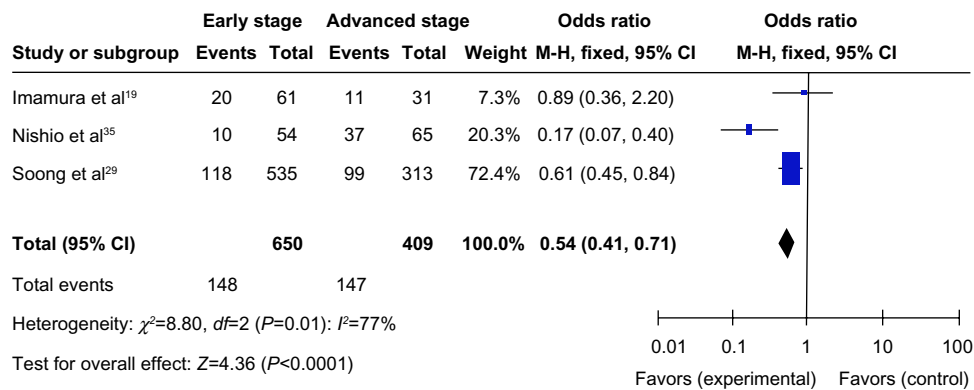 Early stage Advanced stage Odds ratio Odds ratio
Study or subgroup Events Total Events Total Weight M-H, fixed, 95% CI M-H, fixed, 95% CI
Imamura et al¹⁹ 20 61 11 31 7.3% 0.89 (0.36, 2.20)
Nishio et al³⁵ 10 54 37 65 20.3% 0.17 (0.07, 0.40)
Soong et al²⁹ 118 535 99 313 72.4% 0.61 (0.45, 0.84)
Total (95% CI) 650 409 100.0% 0.54 (0.41, 0.71)
Total events 148 147
Heterogeneity: χ²=8.80, df=2 (P=0.01): I²=77%
Test for overall effect: Z=4.36 (P<0.0001)
0.01 0.1 1 10 100
Favors (experimental) Favors (control)